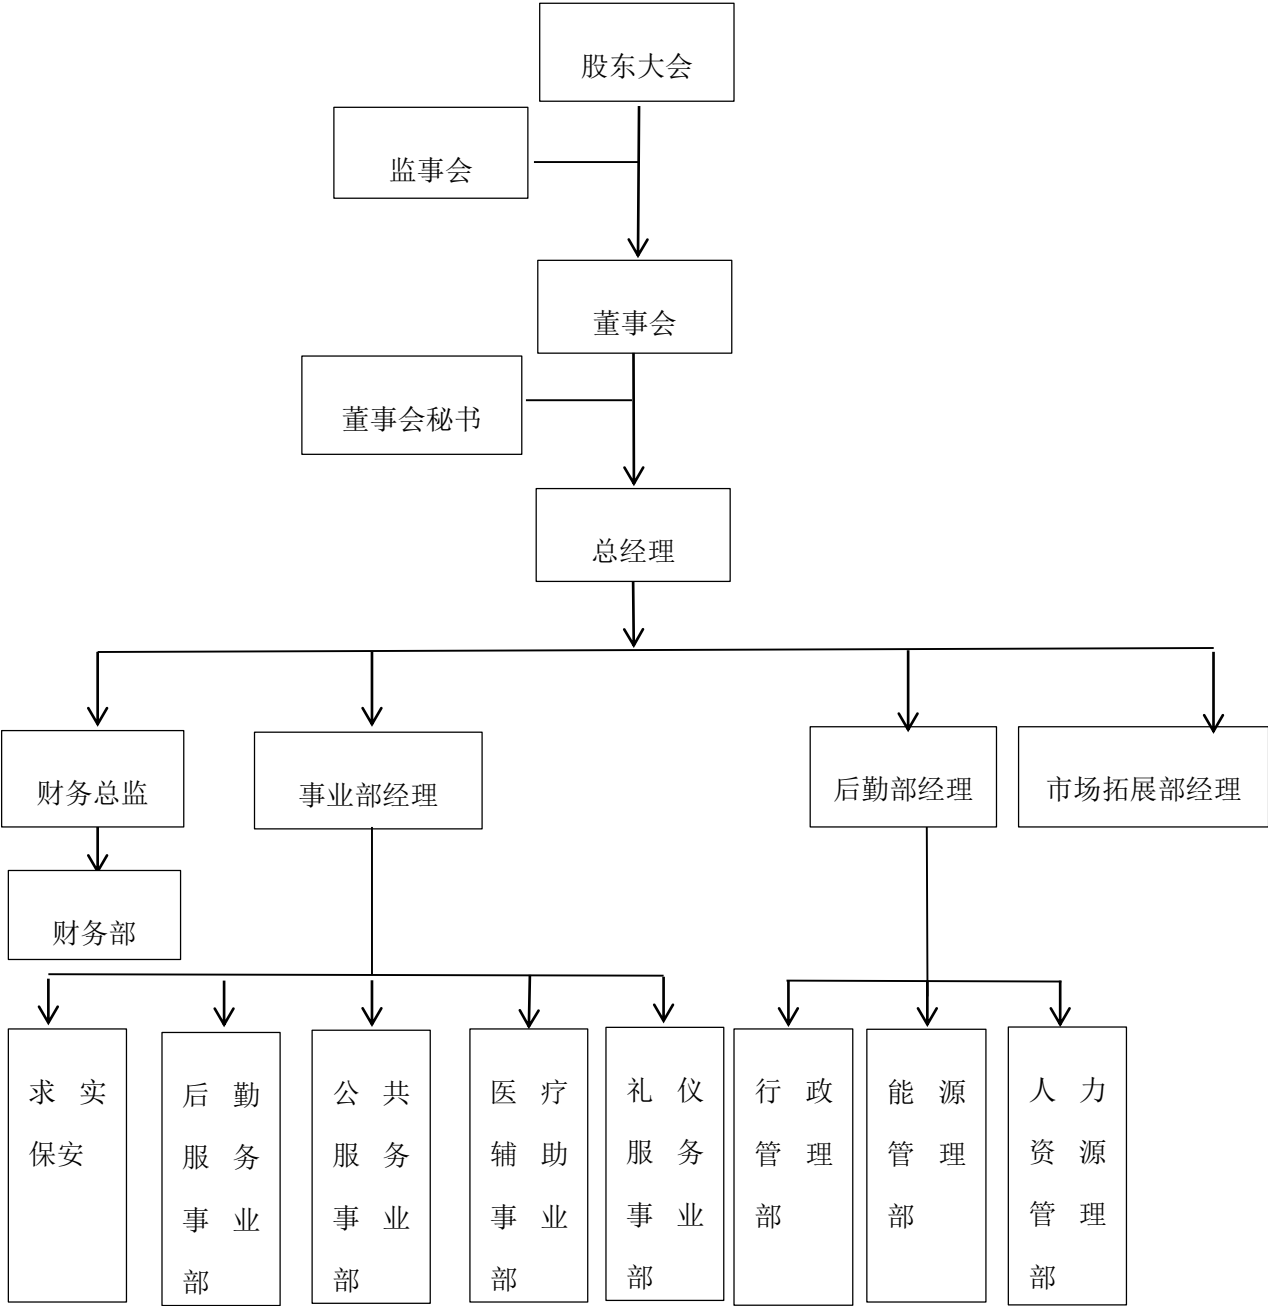 股东大会
监事会
董事会
董事会秘书
总经理
财务总监
事业部经理
后勤部经理
市场拓展部经理
财务部
求实
保安
后勤
服务
事业
部
公共
服务
事业
部
医疗
辅助
事业
部
礼仪
服务
事业
部
行政
管理
部
能源
管理
部
人力
资源
管理
部